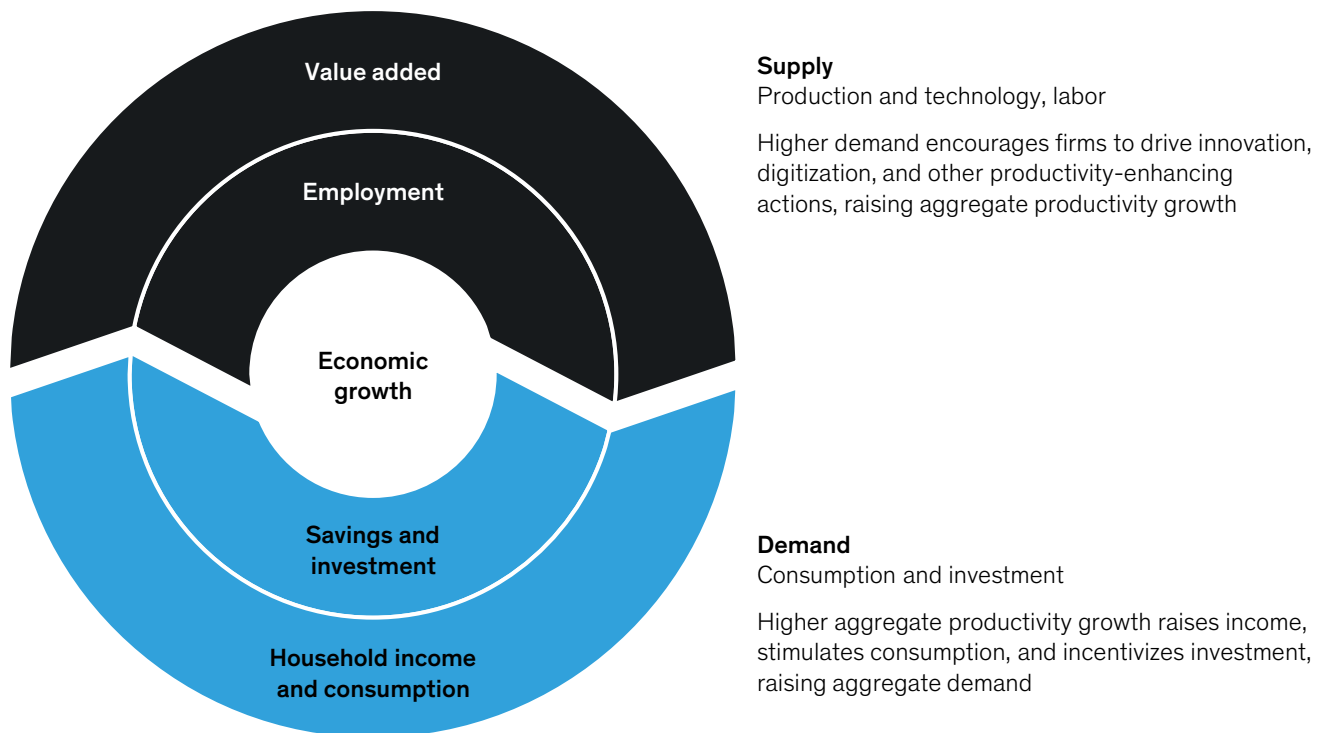 Value added
Employment
Economic
growth
Savings and
investment
Household income
and consumption
Supply
Production and technology, labor
Higher demand encourages firms to drive innovation,
digitization, and other productivity-enhancing
actions, raising aggregate productivity growth
Demand
Consumption and investment
Higher aggregate productivity growth raises income,
stimulates consumption, and incentivizes investment,
raising aggregate demand